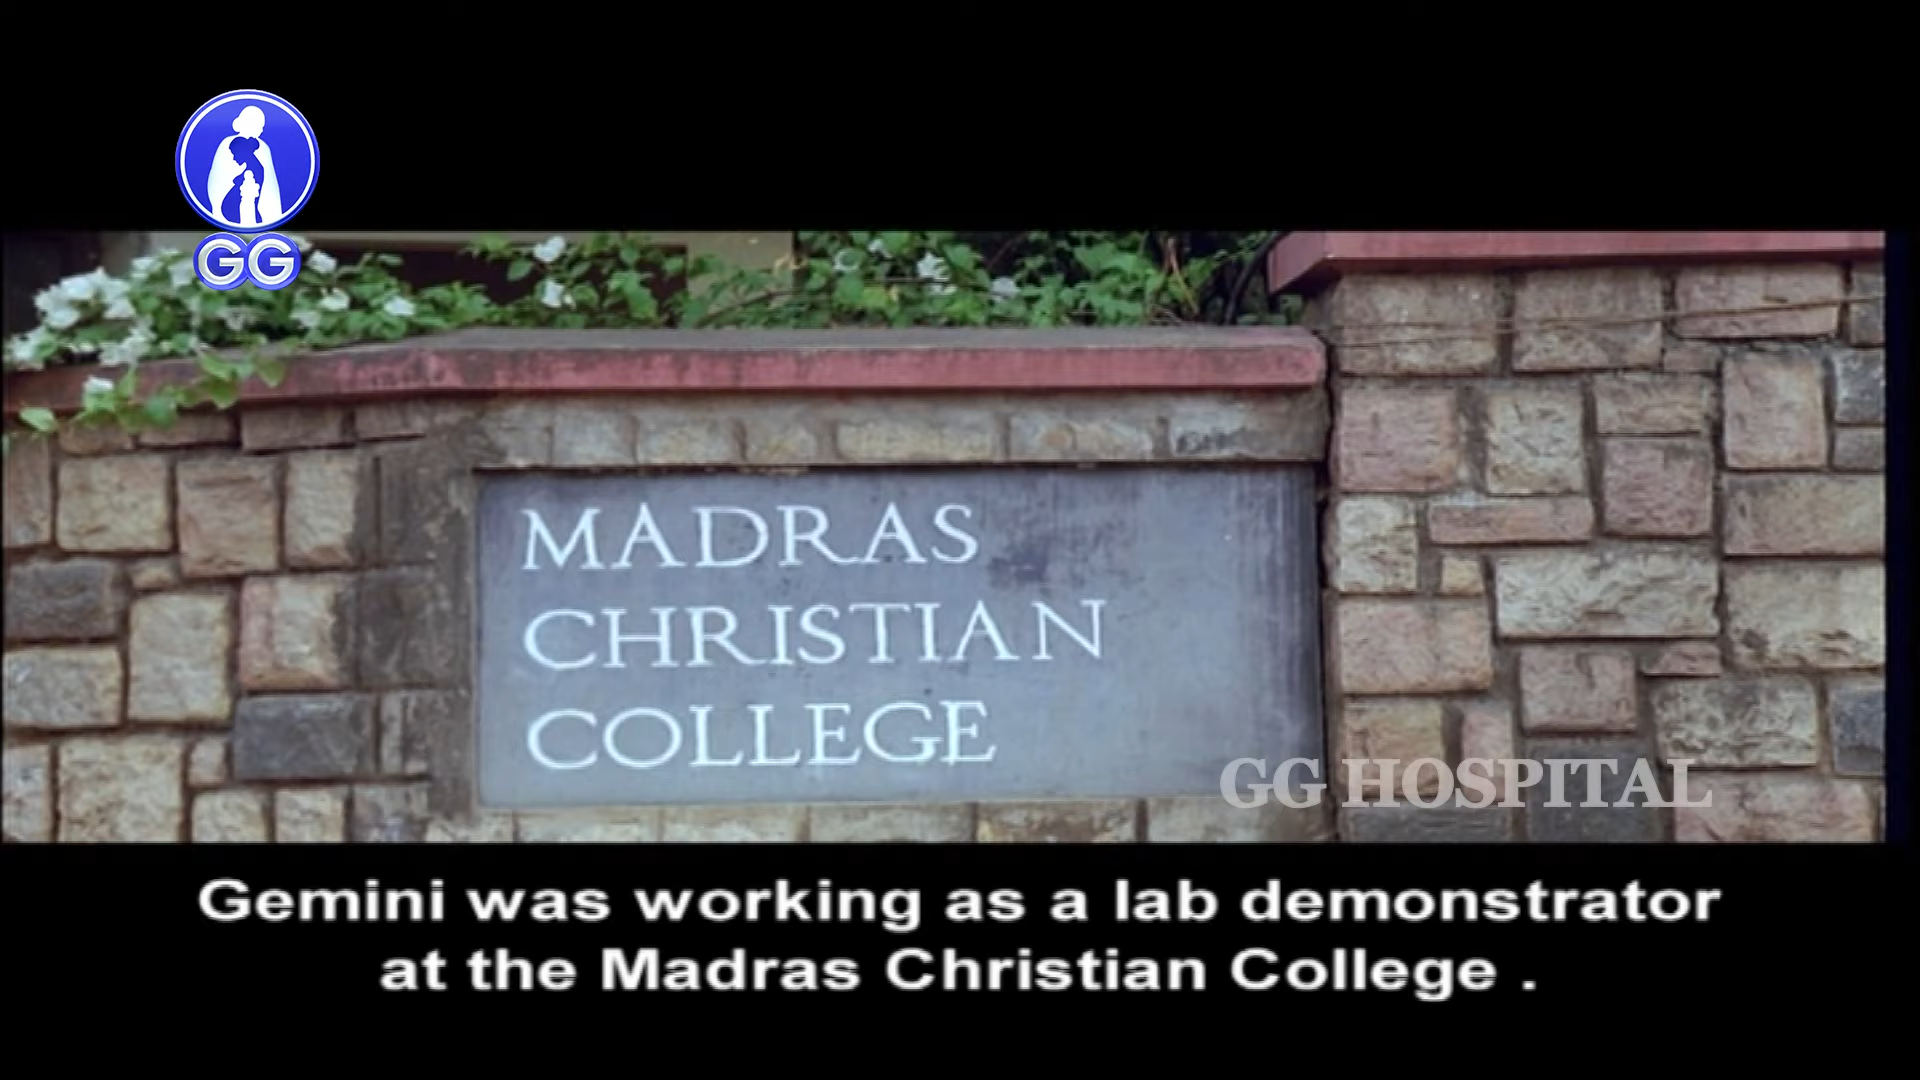 GG
MADRAS
CHRISTIAN
COLLEGE
GG HOSPITAL
Gemini was working as a lab demonstrator
at the Madras Christian College .